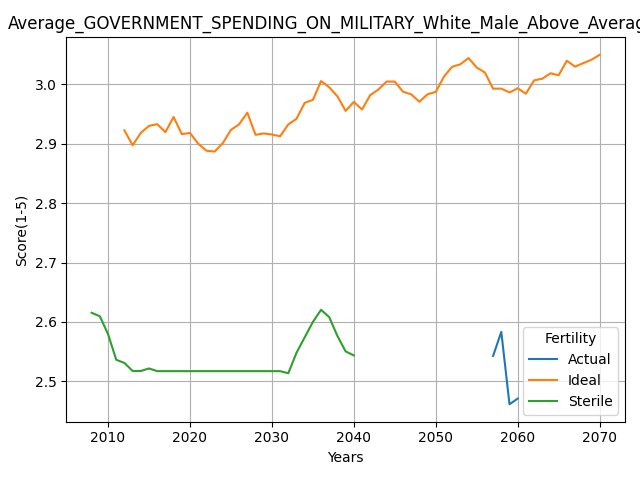 Average_GOVERNMENT_SPENDING_ON_MILITARY_White_Male_Above_Averag
3.0
2.9
2.8
2.7
2.6
2.5
Score(1-5)
Fertility
Actual
Ideal
Sterile
2010 2020 2030 2040 2050 2060 2070
Years